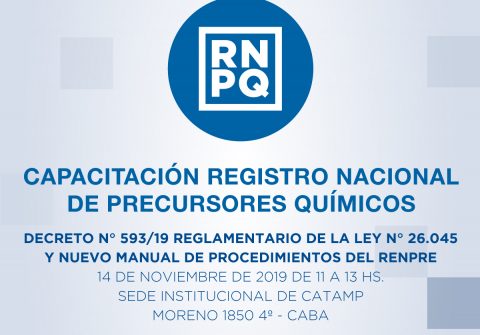 RN
PQ
CAPACITACIÓN REGISTRO NACIONAL
DE PRECURSORES QUÍMICOS
DECRETO N° 593/19 REGLAMENTARIO DE LA LEY N° 26.045
Y NUEVO MANUAL DE PROCEDIMIENTOS DEL RENPRE
14 DE NOVIEMBRE DE 2019 DE 11 A 13 HS.
SEDE INSTITUCIONAL DE CATAMP
MORENO 1850 4º - CABA